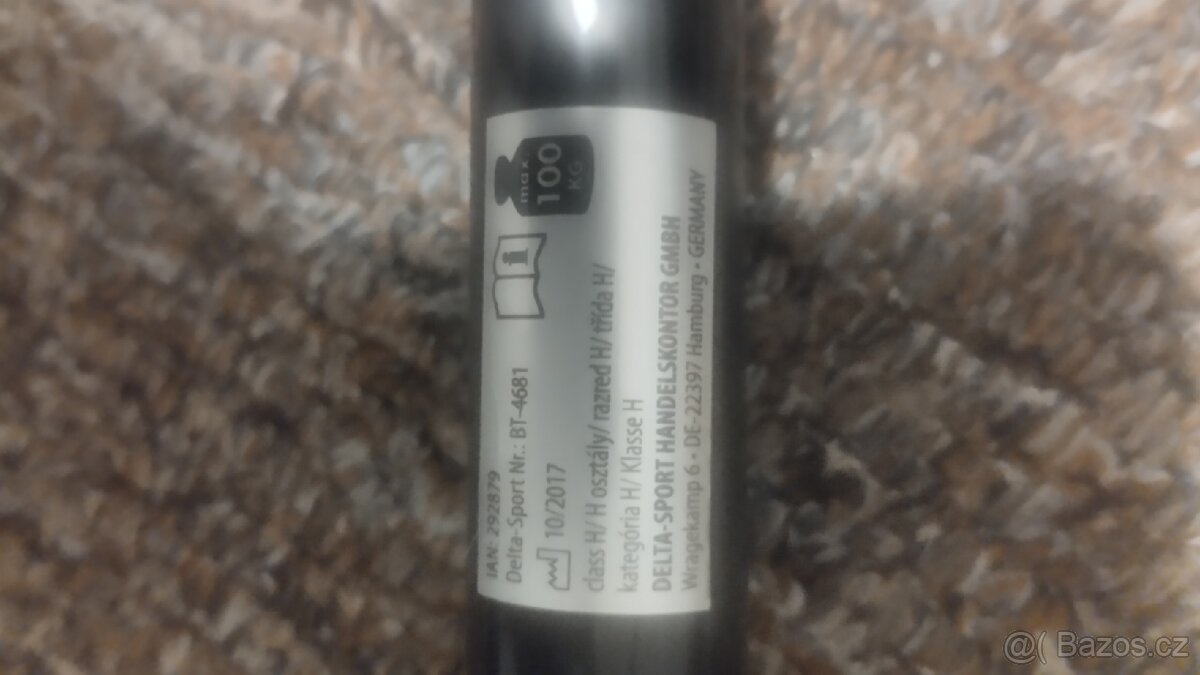 IAN: 292879
Delta-Sport Nr.: BT-4681
10/2017
class H/ H osztály/ razred H/ třída H/
kategória H/ Klasse H
DELTA-SPORT HANDELSKONTOR GMBH
Wragekamp 6 • DE-22397 Hamburg • GERMANY
max.
100
KG
i
@( Bazos.cz